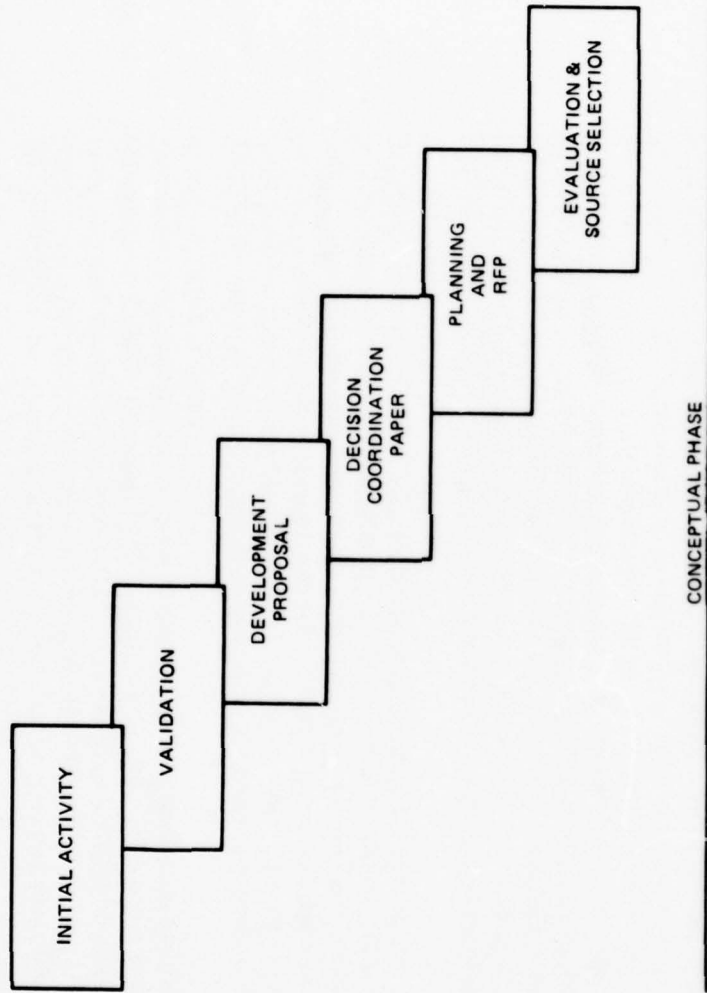 INITIAL ACTIVITY
VALIDATION
DEVELOPMENT
PROPOSAL
DECISION
COORDINATION
PAPER
PLANNING
AND
RFP
EVALUATION &
SOURCE SELECTION
CONCEPTUAL PHASE